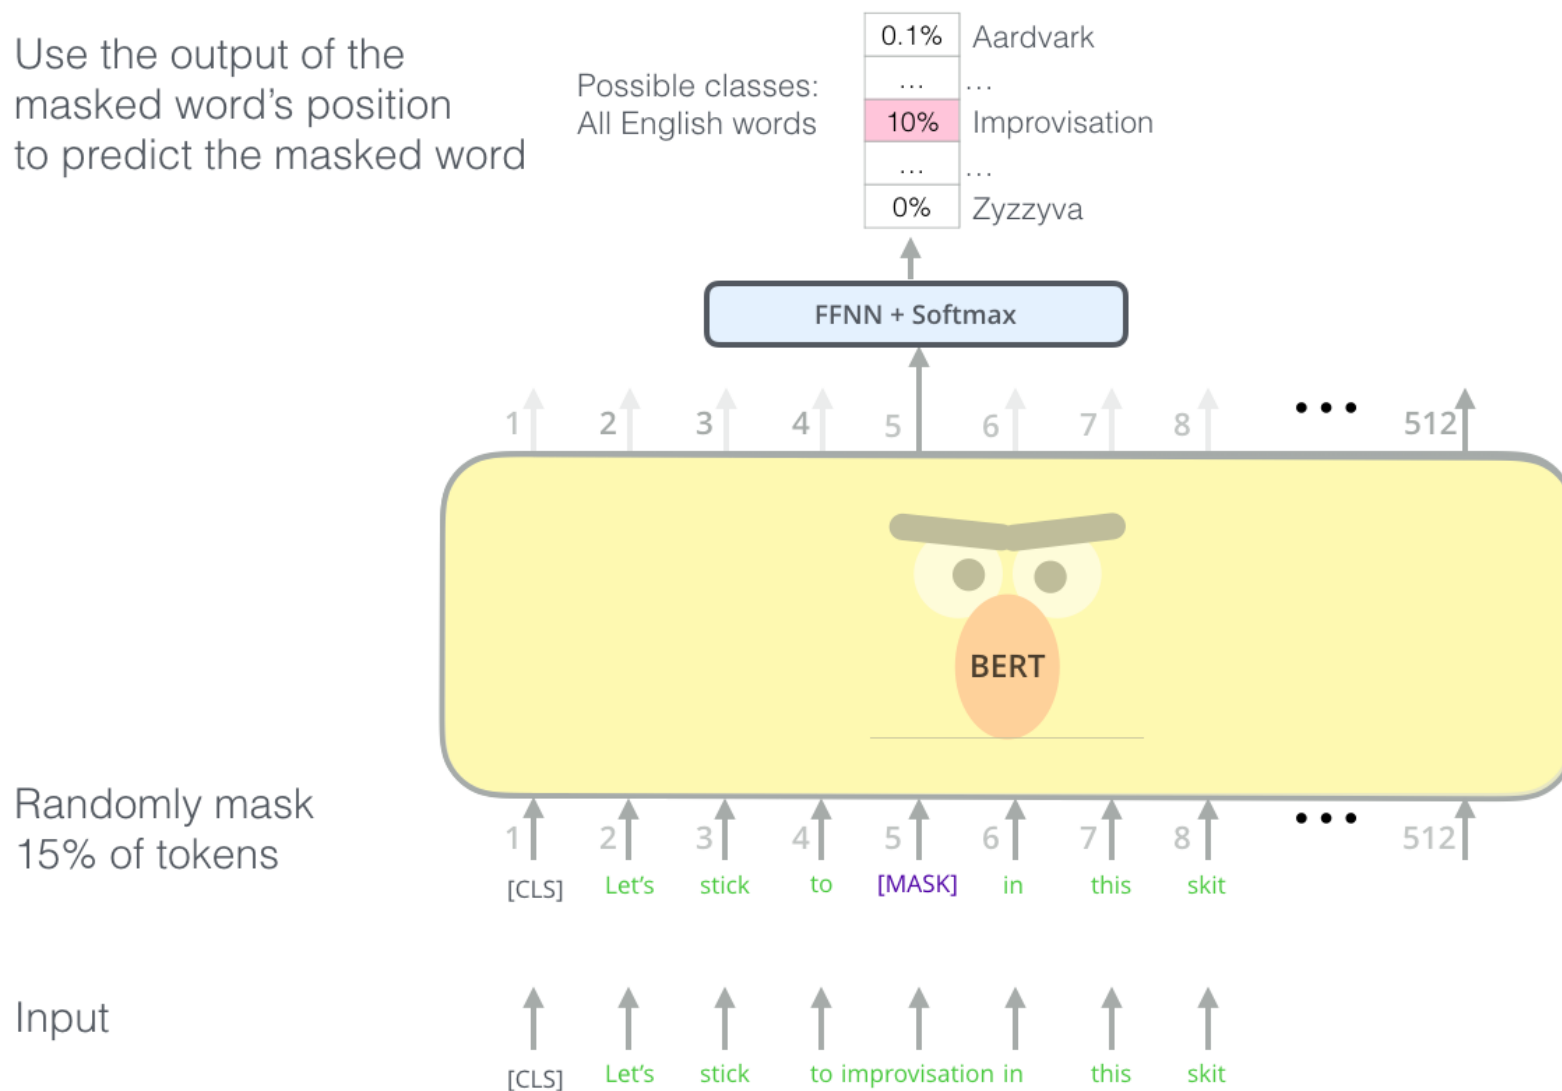 Use the output of the
masked word's position
to predict the masked word
Possible classes:
All English words
0.1% Aardvark
... ...
10% Improvisation
... ...
0% Zyzzyva
FFNN + Softmax
1 2 3 4 5 6 7 8 ... 512
BERT
Randomly mask
15% of tokens
1 2 3 4 5 6 7 8 ... 512
[CLS] Let's stick to [MASK] in this skit
Input
[CLS] Let's stick to improvisation in this skit